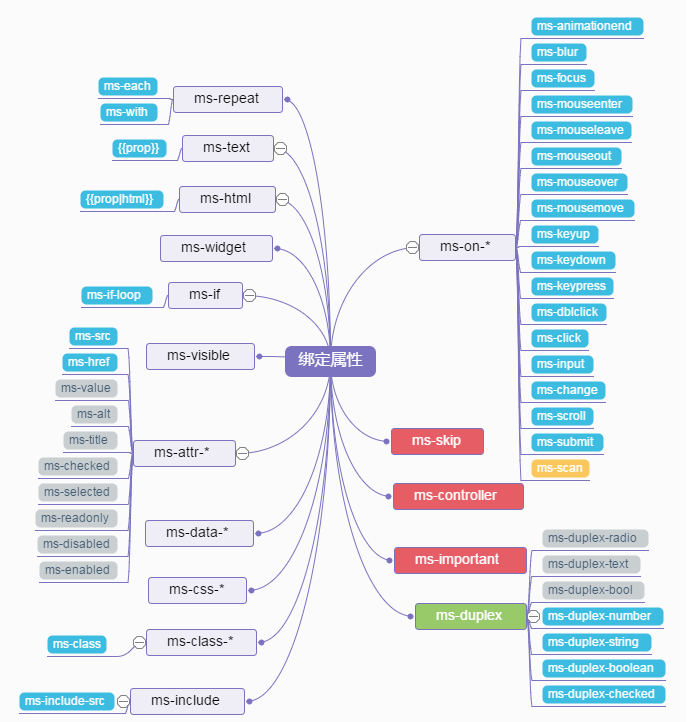 绑定属性
ms-repeat
ms-each
ms-with
ms-text
{{prop}}
ms-html
{{prop|html}}
ms-widget
ms-if
ms-if-loop
ms-visible
ms-attr-*
ms-src
ms-href
ms-value
ms-alt
ms-title
ms-checked
ms-selected
ms-readonly
ms-disabled
ms-enabled
ms-data-*
ms-css-*
ms-class-*
ms-class
ms-include
ms-include-src
ms-on-*
ms-animationend
ms-blur
ms-focus
ms-mouseenter
ms-mouseleave
ms-mouseout
ms-mouseover
ms-mousemove
ms-keyup
ms-keydown
ms-keypress
ms-dblclick
ms-click
ms-input
ms-change
ms-scroll
ms-submit
ms-scan
ms-skip
ms-controller
ms-important
ms-duplex
ms-duplex-radio
ms-duplex-text
ms-duplex-bool
ms-duplex-number
ms-duplex-string
ms-duplex-boolean
ms-duplex-checked